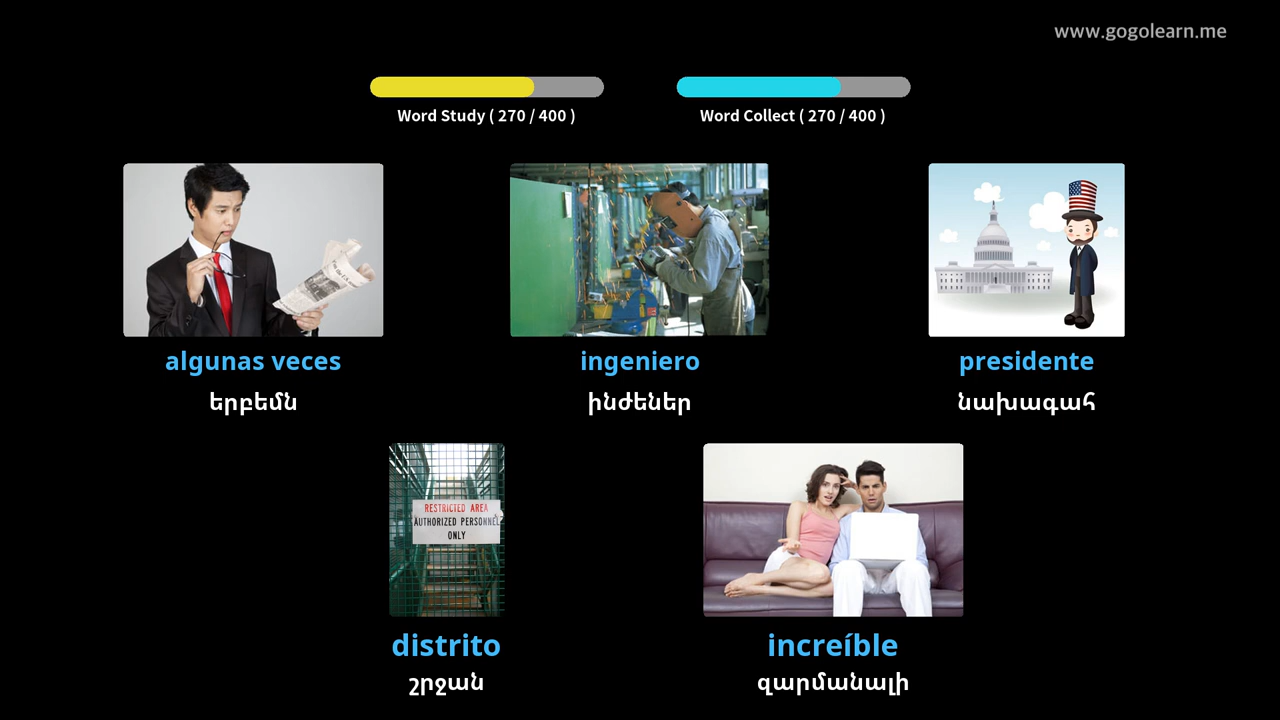 www.gogolearn.me
Word Study ( 270 / 400 )
Word Collect ( 270 / 400 )
algunas veces
ingeniero
presidente
երբեմն
ինժեներ
նախագահ
RESTRICTED AREA
AUTHORIZED PERSONNEL
ONLY
distrito
increíble
շրջան
զարմանալի